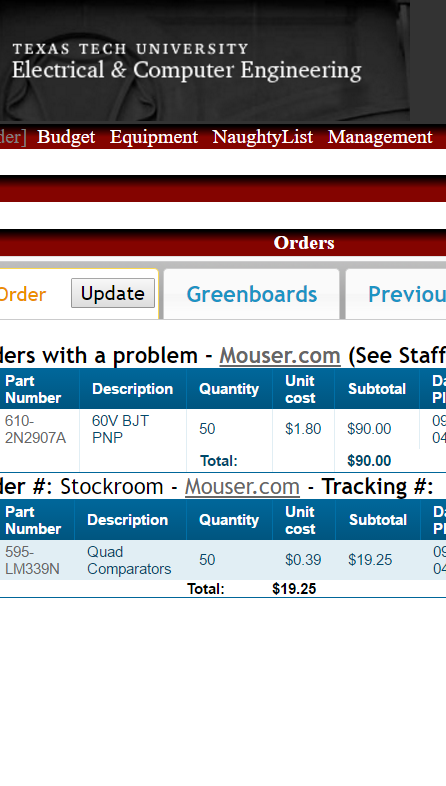 TEXAS TECH UNIVERSITY
Electrical & Computer Engineering
der] Budget Equipment NaughtyList Management
Orders
Order Update Greenboards Previou
ders with a problem - Mouser.com (See Staff
Part Number Description Quantity Unit cost Subtotal Da Pl
610-2N2907A 60V BJT PNP 50 $1.80 $90.00 09 04
Total: $90.00
der #: Stockroom - Mouser.com - Tracking #:
Part Number Description Quantity Unit cost Subtotal Da Pl
595-LM339N Quad Comparators 50 $0.39 $19.25 09 04
Total: $19.25